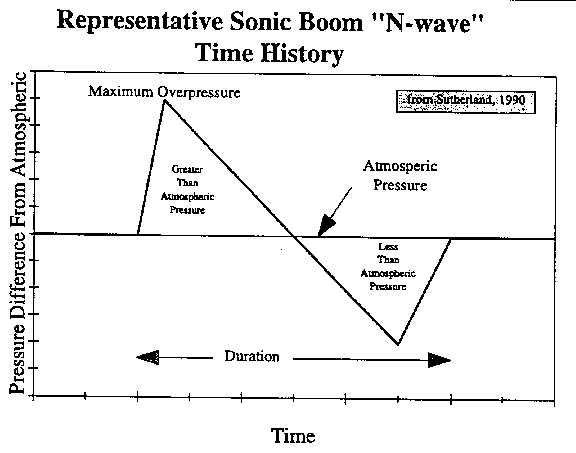 Representative Sonic Boom "N-wave"
Time History
Maximum Overpressure
from Sutherland, 1990
Greater
Than
Atmospheric
Pressure
Atmosperic
Pressure
Less
Than
Atmospheric
Pressure
Duration
Pressure Difference From Atmospheric
Time